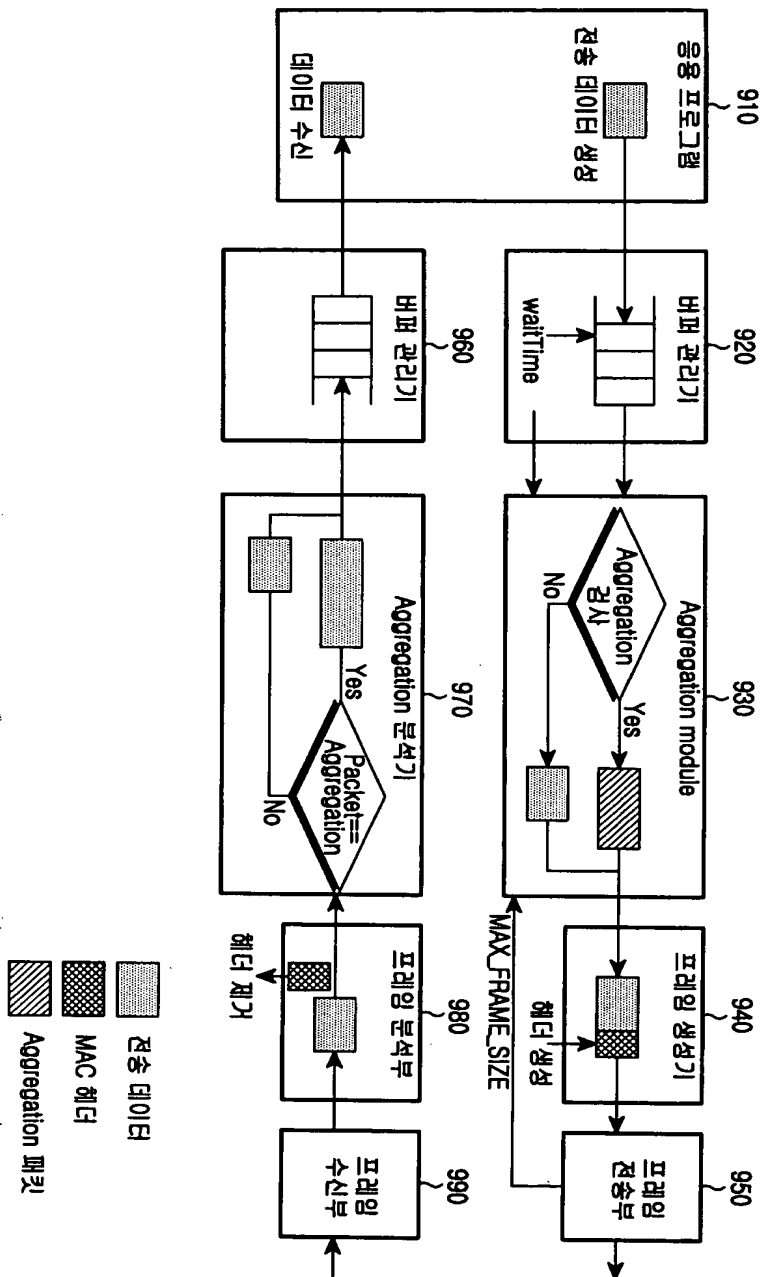 910
응용 프로그램
전송 데이터 생성
데이터 수신
920
버퍼 관리기
waitTime
930
Aggregation module
Aggregation
검사
Yes
No
MAX_FRAME_SIZE
940
프레임 생성기
헤더 생성
950
프레임
전송부
960
버퍼 관리기
970
Aggregation 분석기
Packet==
Aggregation
Yes
No
980
프레임 분석부
헤더 제거
990
프레임
수신부
전송 데이터
MAC 헤더
Aggregation 패킷